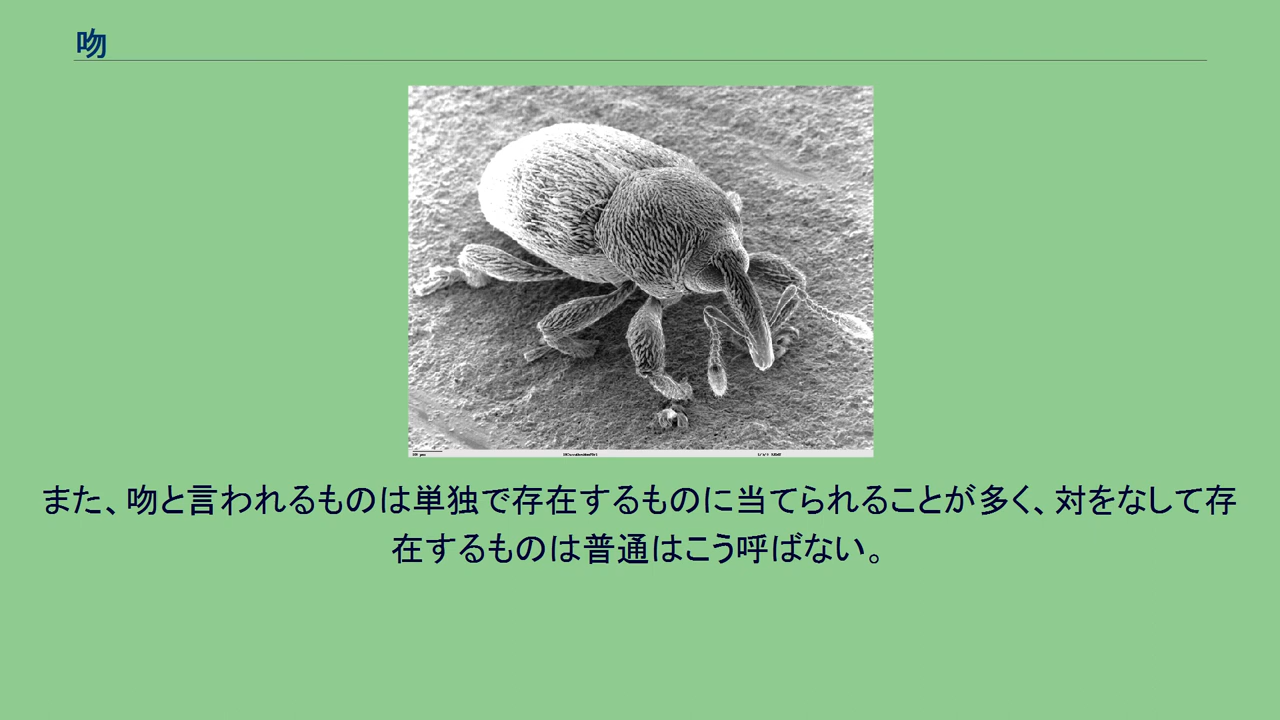 吻
また、吻と言われるものは単独で存在するものに当てられることが多く、対をなして存
在するものは普通はこう呼ばない。